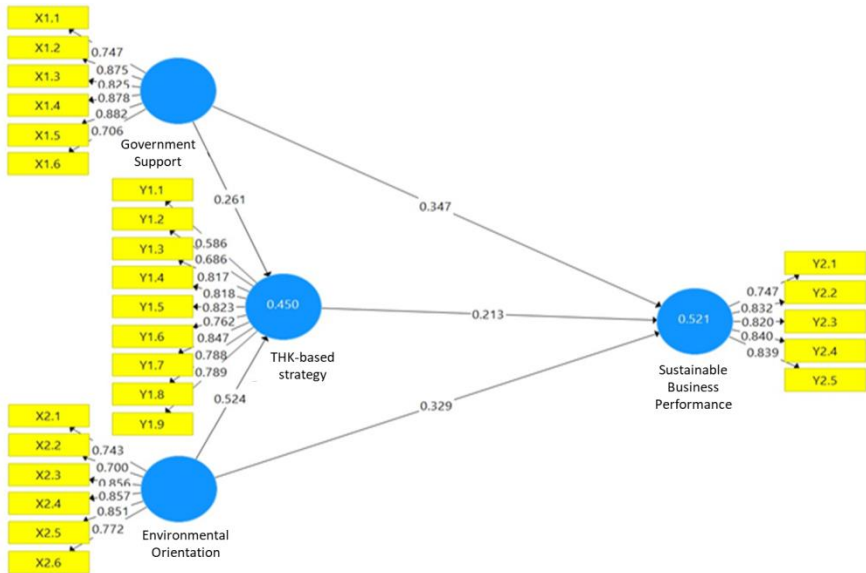 X1.1
X1.2
X1.3
X1.4
X1.5
X1.6
0.747
0.875
0.825
0.878
0.882
0.706
Government
Support
0.261
0.347
Y1.1
Y1.2
Y1.3
Y1.4
Y1.5
Y1.6
Y1.7
Y1.8
Y1.9
0.586
0.686
0.817
0.818
0.823
0.762
0.847
0.788
0.789
0.450
THK-based
strategy
0.213
0.524
0.329
X2.1
X2.2
X2.3
X2.4
X2.5
X2.6
0.743
0.700
0.856
0.857
0.851
0.772
Environmental
Orientation
0.521
Sustainable
Business
Performance
0.747
0.832
0.820
0.840
0.839
Y2.1
Y2.2
Y2.3
Y2.4
Y2.5